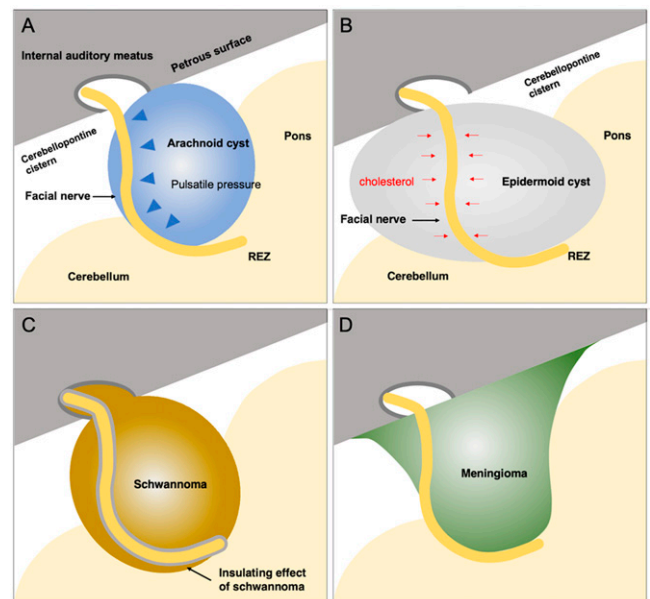 A
Internal auditory meatus
Petrous surface
Cerebellopontine
cistern
Arachnoid cyst
Pons
Pulsatile pressure
Facial nerve
REZ
Cerebellum
B
Cerebellopontine
cistern
Pons
cholesterol
Epidermoid cyst
Facial nerve
REZ
Cerebellum
C
Schwannoma
Insulating effect
of schwannoma
D
Meningioma